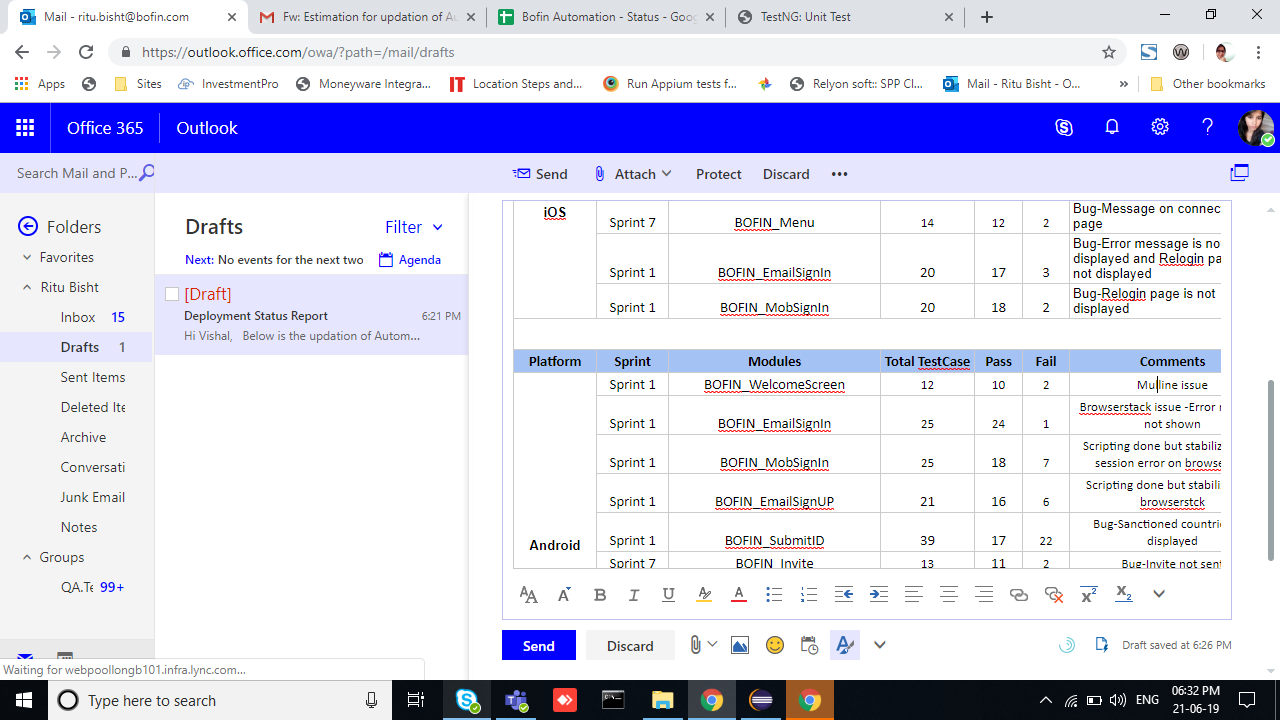 Mail - ritu.bisht@bofin.com
Fw: Estimation for updation of Au
Bofin Automation - Status - Goog
TestNG: Unit Test
https://outlook.office.com/owa/?path=/mail/drafts
Apps
Sites
InvestmentPro
Moneyware Integra...
Location Steps and...
Run Appium tests f...
Relyon soft:: SPP Cl...
Mail - Ritu Bisht - O...
»
Other bookmarks
Office 365
Outlook
Search Mail and P...
Send
Attach
Protect
Discard
•••
Folders
Favorites
Ritu Bisht
Inbox 15
Drafts 1
Sent Items
Deleted Ite
Archive
Conversati
Junk Email
Notes
Groups
QA.Te 99+
Drafts
Filter
Next: No events for the next two
Agenda
[Draft]
Deployment Status Report 6:21 PM
Hi Vishal, Below is the updation of Autom...
iOS
Sprint 7 BOFIN_Menu 14 12 2 Bug-Message on connec
page
Sprint 1 BOFIN_EmailSignIn 20 17 3 Bug-Error message is no
displayed and Relogin pa
not displayed
Sprint 1 BOFIN_MobSignIn 20 18 2 Bug-Relogin page is not
displayed
Platform Sprint Modules Total TestCase Pass Fail Comments
Android
Sprint 1 BOFIN_WelcomeScreen 12 10 2 Mulline issue
Sprint 1 BOFIN_EmailSignIn 25 24 1 Browserstack issue -Error
not shown
Sprint 1 BOFIN_MobSignIn 25 18 7 Scripting done but stabiliz
session error on browse
Sprint 1 BOFIN_EmailSignUP 21 16 6 Scripting done but stabili
browserstck
Sprint 1 BOFIN_SubmitID 39 17 22 Bug-Sanctioned countri
displayed
Sprint 7 BOFIN_Invite 13 11 2 Bug-Invite not sent
Send
Discard
Draft saved at 6:26 PM
Waiting for webpoollongb101.infra.lync.com...
Type here to search
ENG
06:32 PM
21-06-19